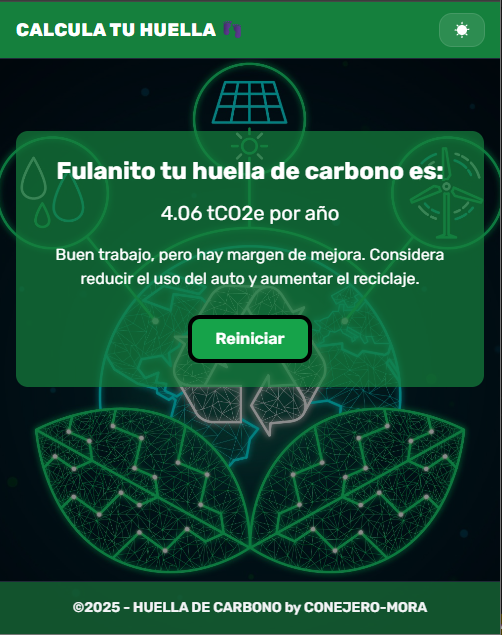 CALCULA TU HUELLA 👣
Fulanito tu huella de carbono es:
4.06 tCO2e por año
Buen trabajo, pero hay margen de mejora. Considera
reducir el uso del auto y aumentar el reciclaje.
Reiniciar
©2025 - HUELLA DE CARBONO by CONEJERO-MORA